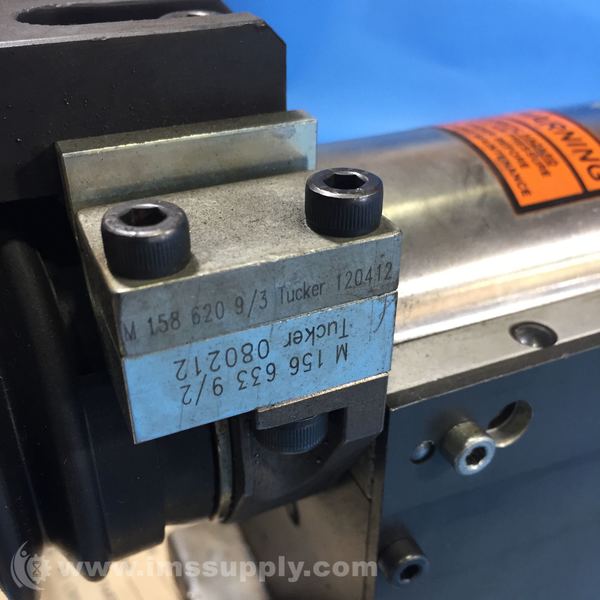 WARNING
M 158 620 9/3 Tucker 120412
M 156 633 9/2
Tucker 080212
www.imssupply.com